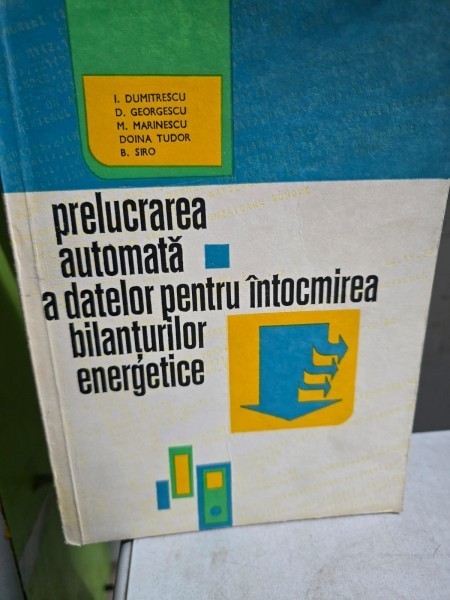 I. DUMITRESCU
D. GEORGESCU
M. MARINESCU
DOINA TUDOR
B. SIRO
prelucrarea
automată
a datelor pentru întocmirea
bilanțurilor
energetice